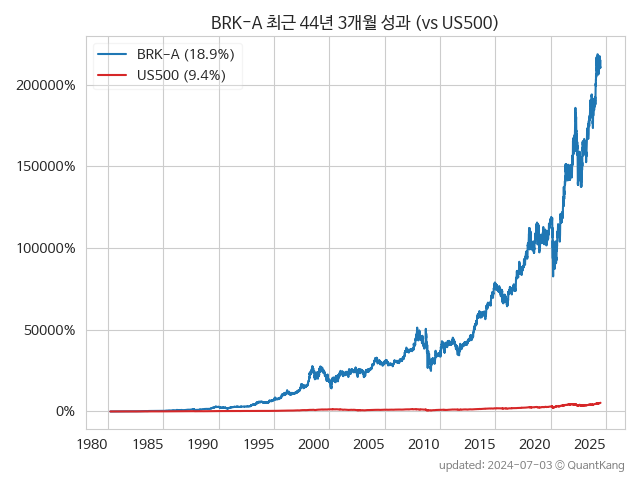 BRK-A 최근 44년 3개월 성과 (vs US500)
BRK-A (18.9%)
US500 (9.4%)
200000%
150000%
100000%
50000%
0%
1980 1985 1990 1995 2000 2005 2010 2015 2020 2025
updated: 2024-07-03 © QuantKang